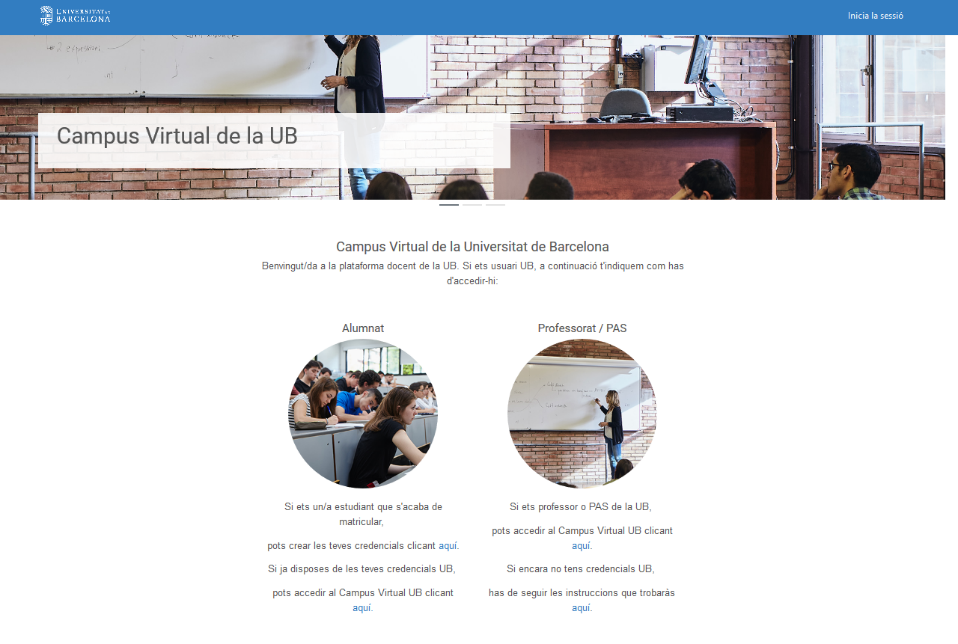 UNIVERSITAT DE
BARCELONA
Inicia la sessió
Campus Virtual de la UB
Campus Virtual de la Universitat de Barcelona
Benvingut/da a la plataforma docent de la UB. Si ets usuari UB, a continuació t'indiquem com has
d'accedir-hi:
Alumnat
Professorat / PAS
Si ets un/a estudiant que s'acaba de
matricular,
pots crear les teves credencials clicant aquí.
Si ja disposes de les teves credencials UB,
pots accedir al Campus Virtual UB clicant
aquí.
Si ets professor o PAS de la UB,
pots accedir al Campus Virtual UB clicant
aquí.
Si encara no tens credencials UB,
has de seguir les instruccions que trobaràs
aquí.